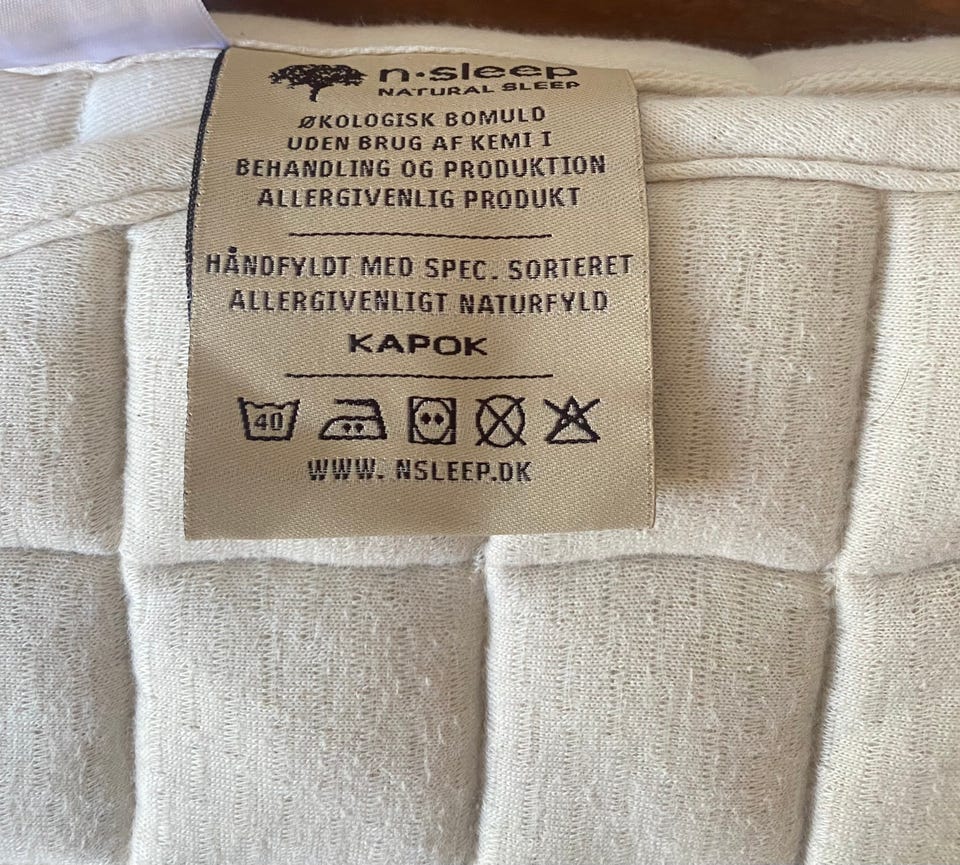 n·sleep
NATURAL SLEEP
ØKOLOGISK BOMULD
UDEN BRUG AF KEMI I
BEHANDLING OG PRODUKTION
ALLERGIVENLIG PRODUKT
HÅNDFYLDT MED SPEC. SORTERET
ALLERGIVENLIGT NATURFYLD
KAPOK
40
WWW. NSLEEP.DK